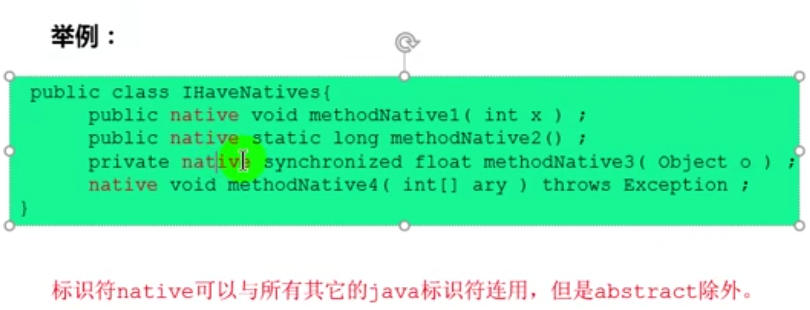 举例：
public class IHaveNatives{
public native void methodNative1( int x ) ;
public native static long methodNative2() ;
private native synchronized float methodNative3( Object o ) ;
native void methodNative4( int[] ary ) throws Exception ;
}
标识符native可以与所有其它的java标识符连用，但是abstract除外。